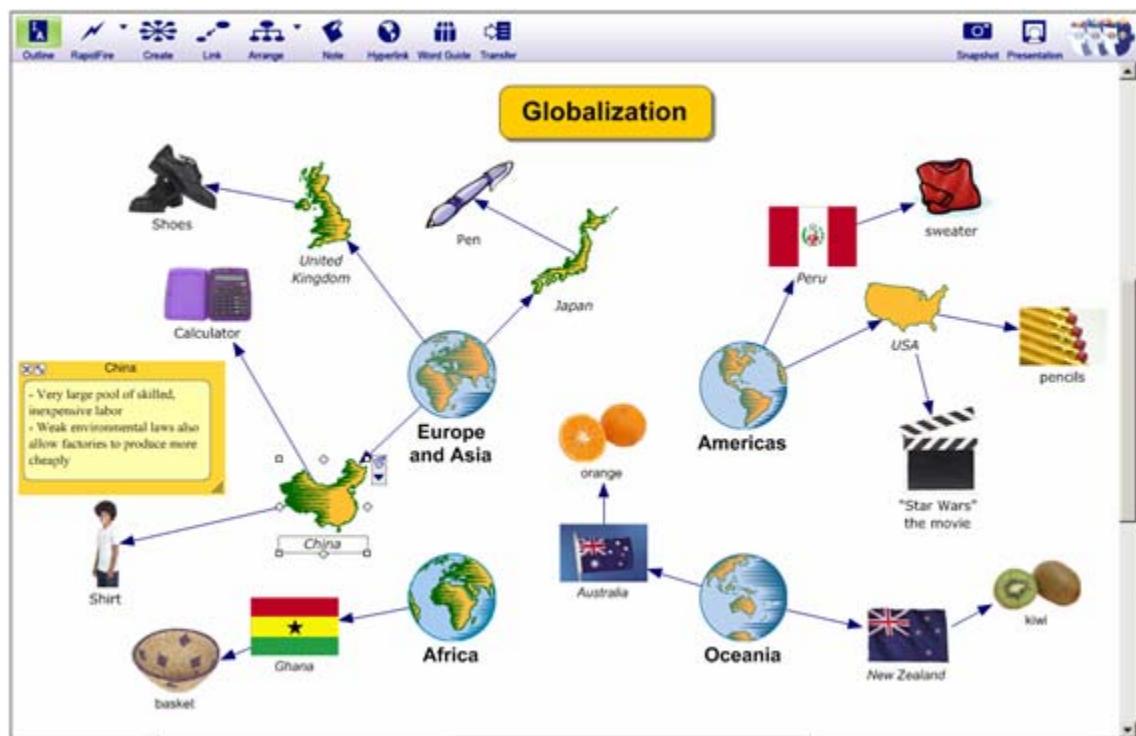 Outline RapidFire Create Link Arrange Note Hyperlink Word Guide Transfer Snapshot Presentation
Globalization
Shoes
United
Kingdom
Pen
Japan
Peru
sweater
Calculator
USA
pencils
China
- Very large pool of skilled,
inexpensive labor
- Weak environmental laws also
allow factories to produce more
cheaply
Europe
and Asia
Americas
orange
"Star Wars"
the movie
China
Shirt
Australia
kiwi
Ghana
Africa
Oceania
New Zealand
basket